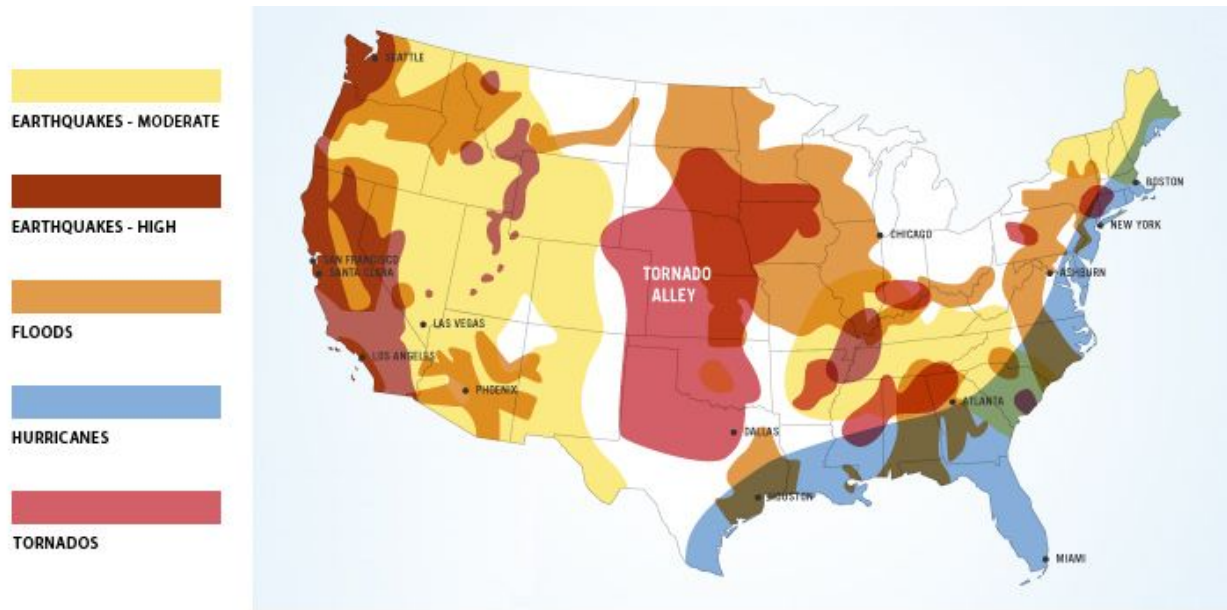 EARTHQUAKES - MODERATE
EARTHQUAKES - HIGH
FLOODS
HURRICANES
TORNADOS
SEATTLE
BOSTON
NEW YORK
CHICAGO
SAN FRANCISCO
SANTA CLARA
ASHBURN
TORNADO
ALLEY
LAS VEGAS
LOS ANGELES
PHOENIX
ATLANTA
DALLAS
HOUSTON
MIAMI